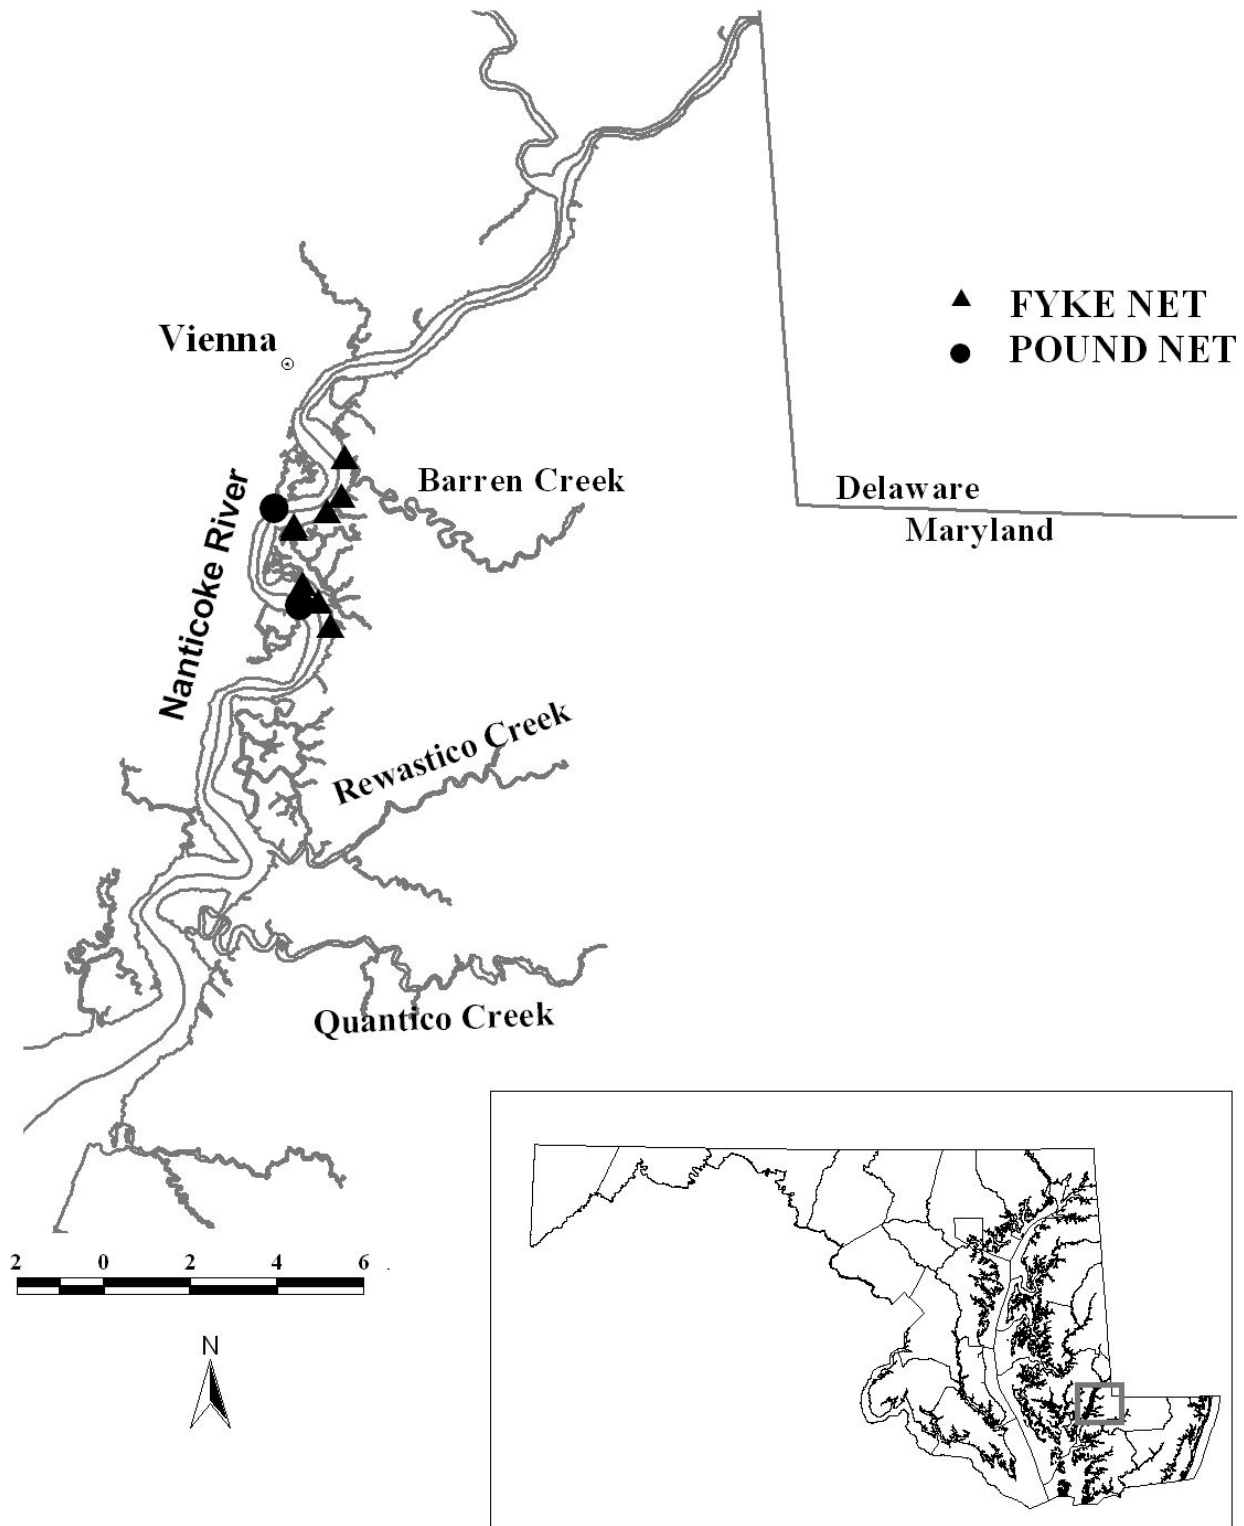 FYKE NET
POUND NET
Vienna
Barren Creek
Delaware
Maryland
Nanticoke River
Rewastico Creek
Quantico Creek
2 0 2 4 6
N